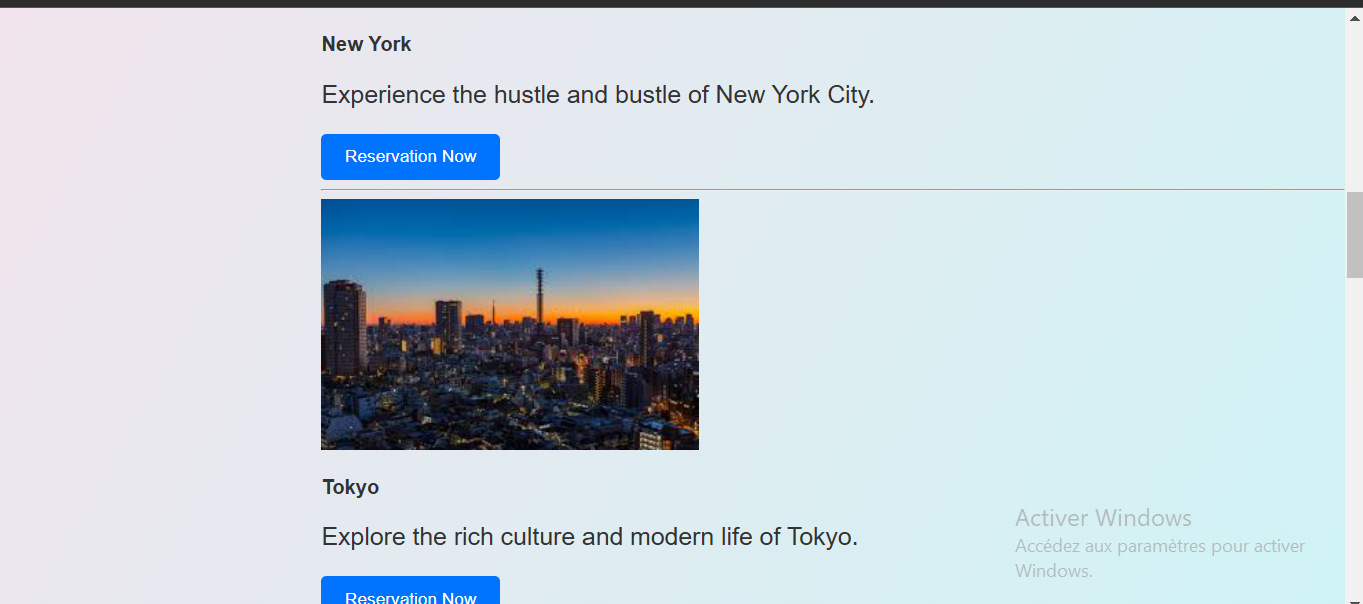 New York
Experience the hustle and bustle of New York City.
Reservation Now
Tokyo
Explore the rich culture and modern life of Tokyo.
Activer Windows
Accédez aux paramètres pour activer
Windows.
Reservation Now